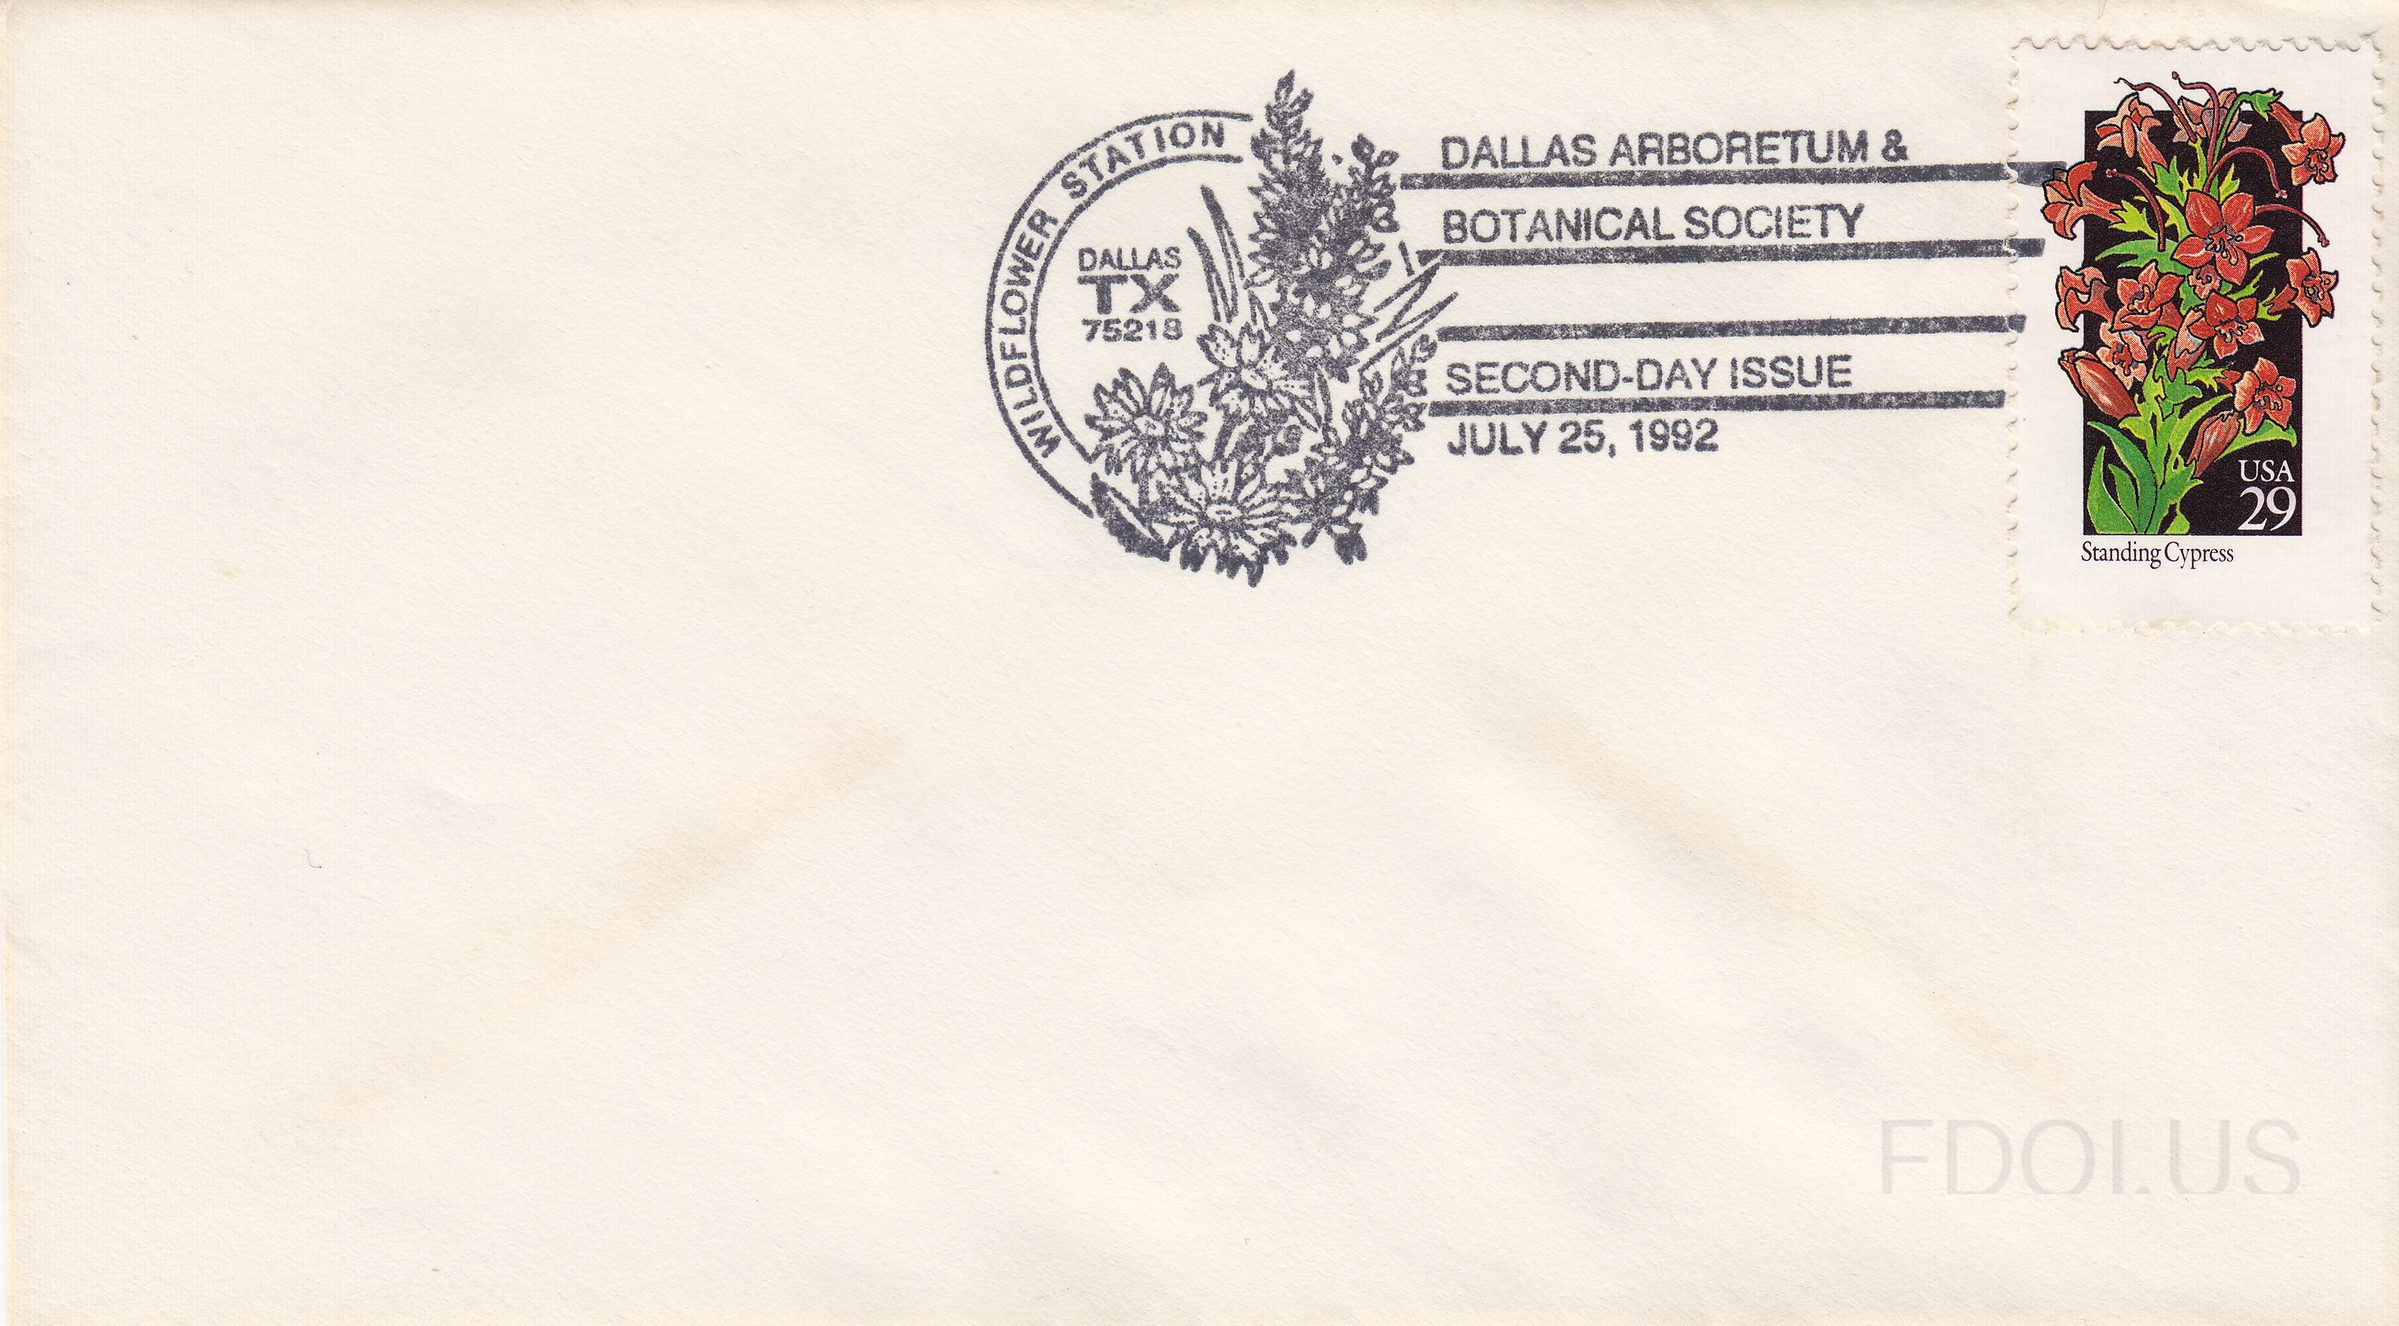 WILDFLOWER STATION
DALLAS
TX
75218
DALLAS ARBORETUM &
BOTANICAL SOCIETY
SECOND-DAY ISSUE
JULY 25, 1992
USA
29
Standing Cypress
FDOI.US